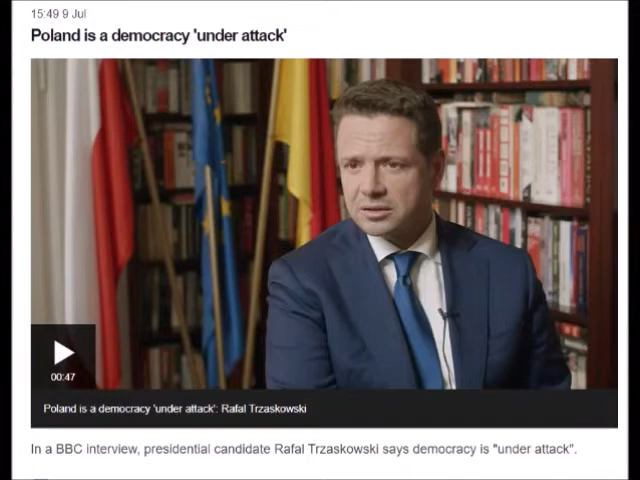 15:49 9 Jul
Poland is a democracy 'under attack'
00:47
Poland is a democracy 'under attack': Rafal Trzaskowski
In a BBC interview, presidential candidate Rafal Trzaskowski says democracy is "under attack".